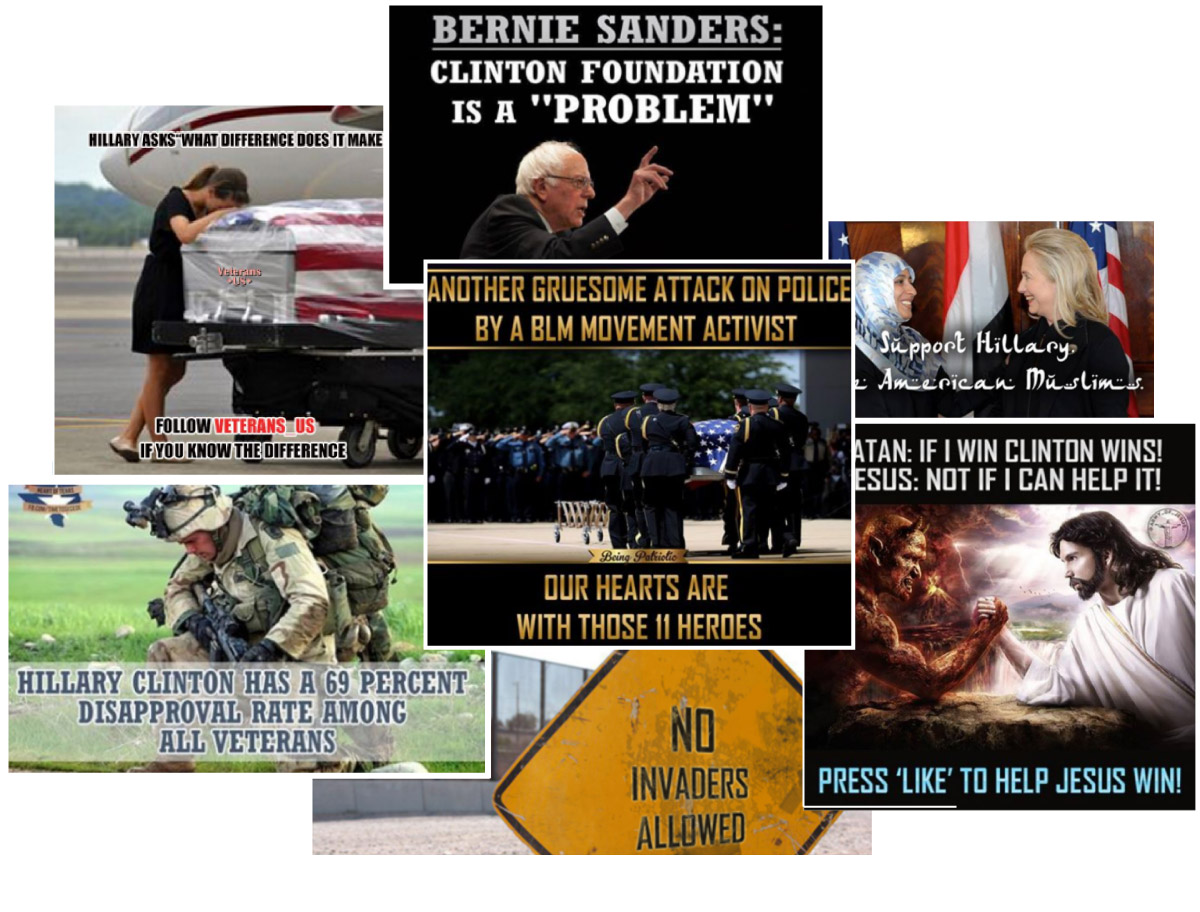 BERNIE SANDERS:
CLINTON FOUNDATION
IS A "PROBLEM"
HILLARY ASKS "WHAT DIFFERENCE DOES IT MAKE
Veterans
>US<
FOLLOW VETERANS_US
IF YOU KNOW THE DIFFERENCE
ANOTHER GRUESOME ATTACK ON POLICE
BY A BLM MOVEMENT ACTIVIST
Being Patriotic
OUR HEARTS ARE
WITH THOSE 11 HEROES
Support Hillary.
American Muslims.
ATAN: IF I WIN CLINTON WINS!
ESUS: NOT IF I CAN HELP IT!
PRESS 'LIKE' TO HELP JESUS WIN!
HEART OF TEXAS
HILLARY CLINTON HAS A 69 PERCENT
DISAPPROVAL RATE AMONG
ALL VETERANS
NO
INVADERS
ALLOWED